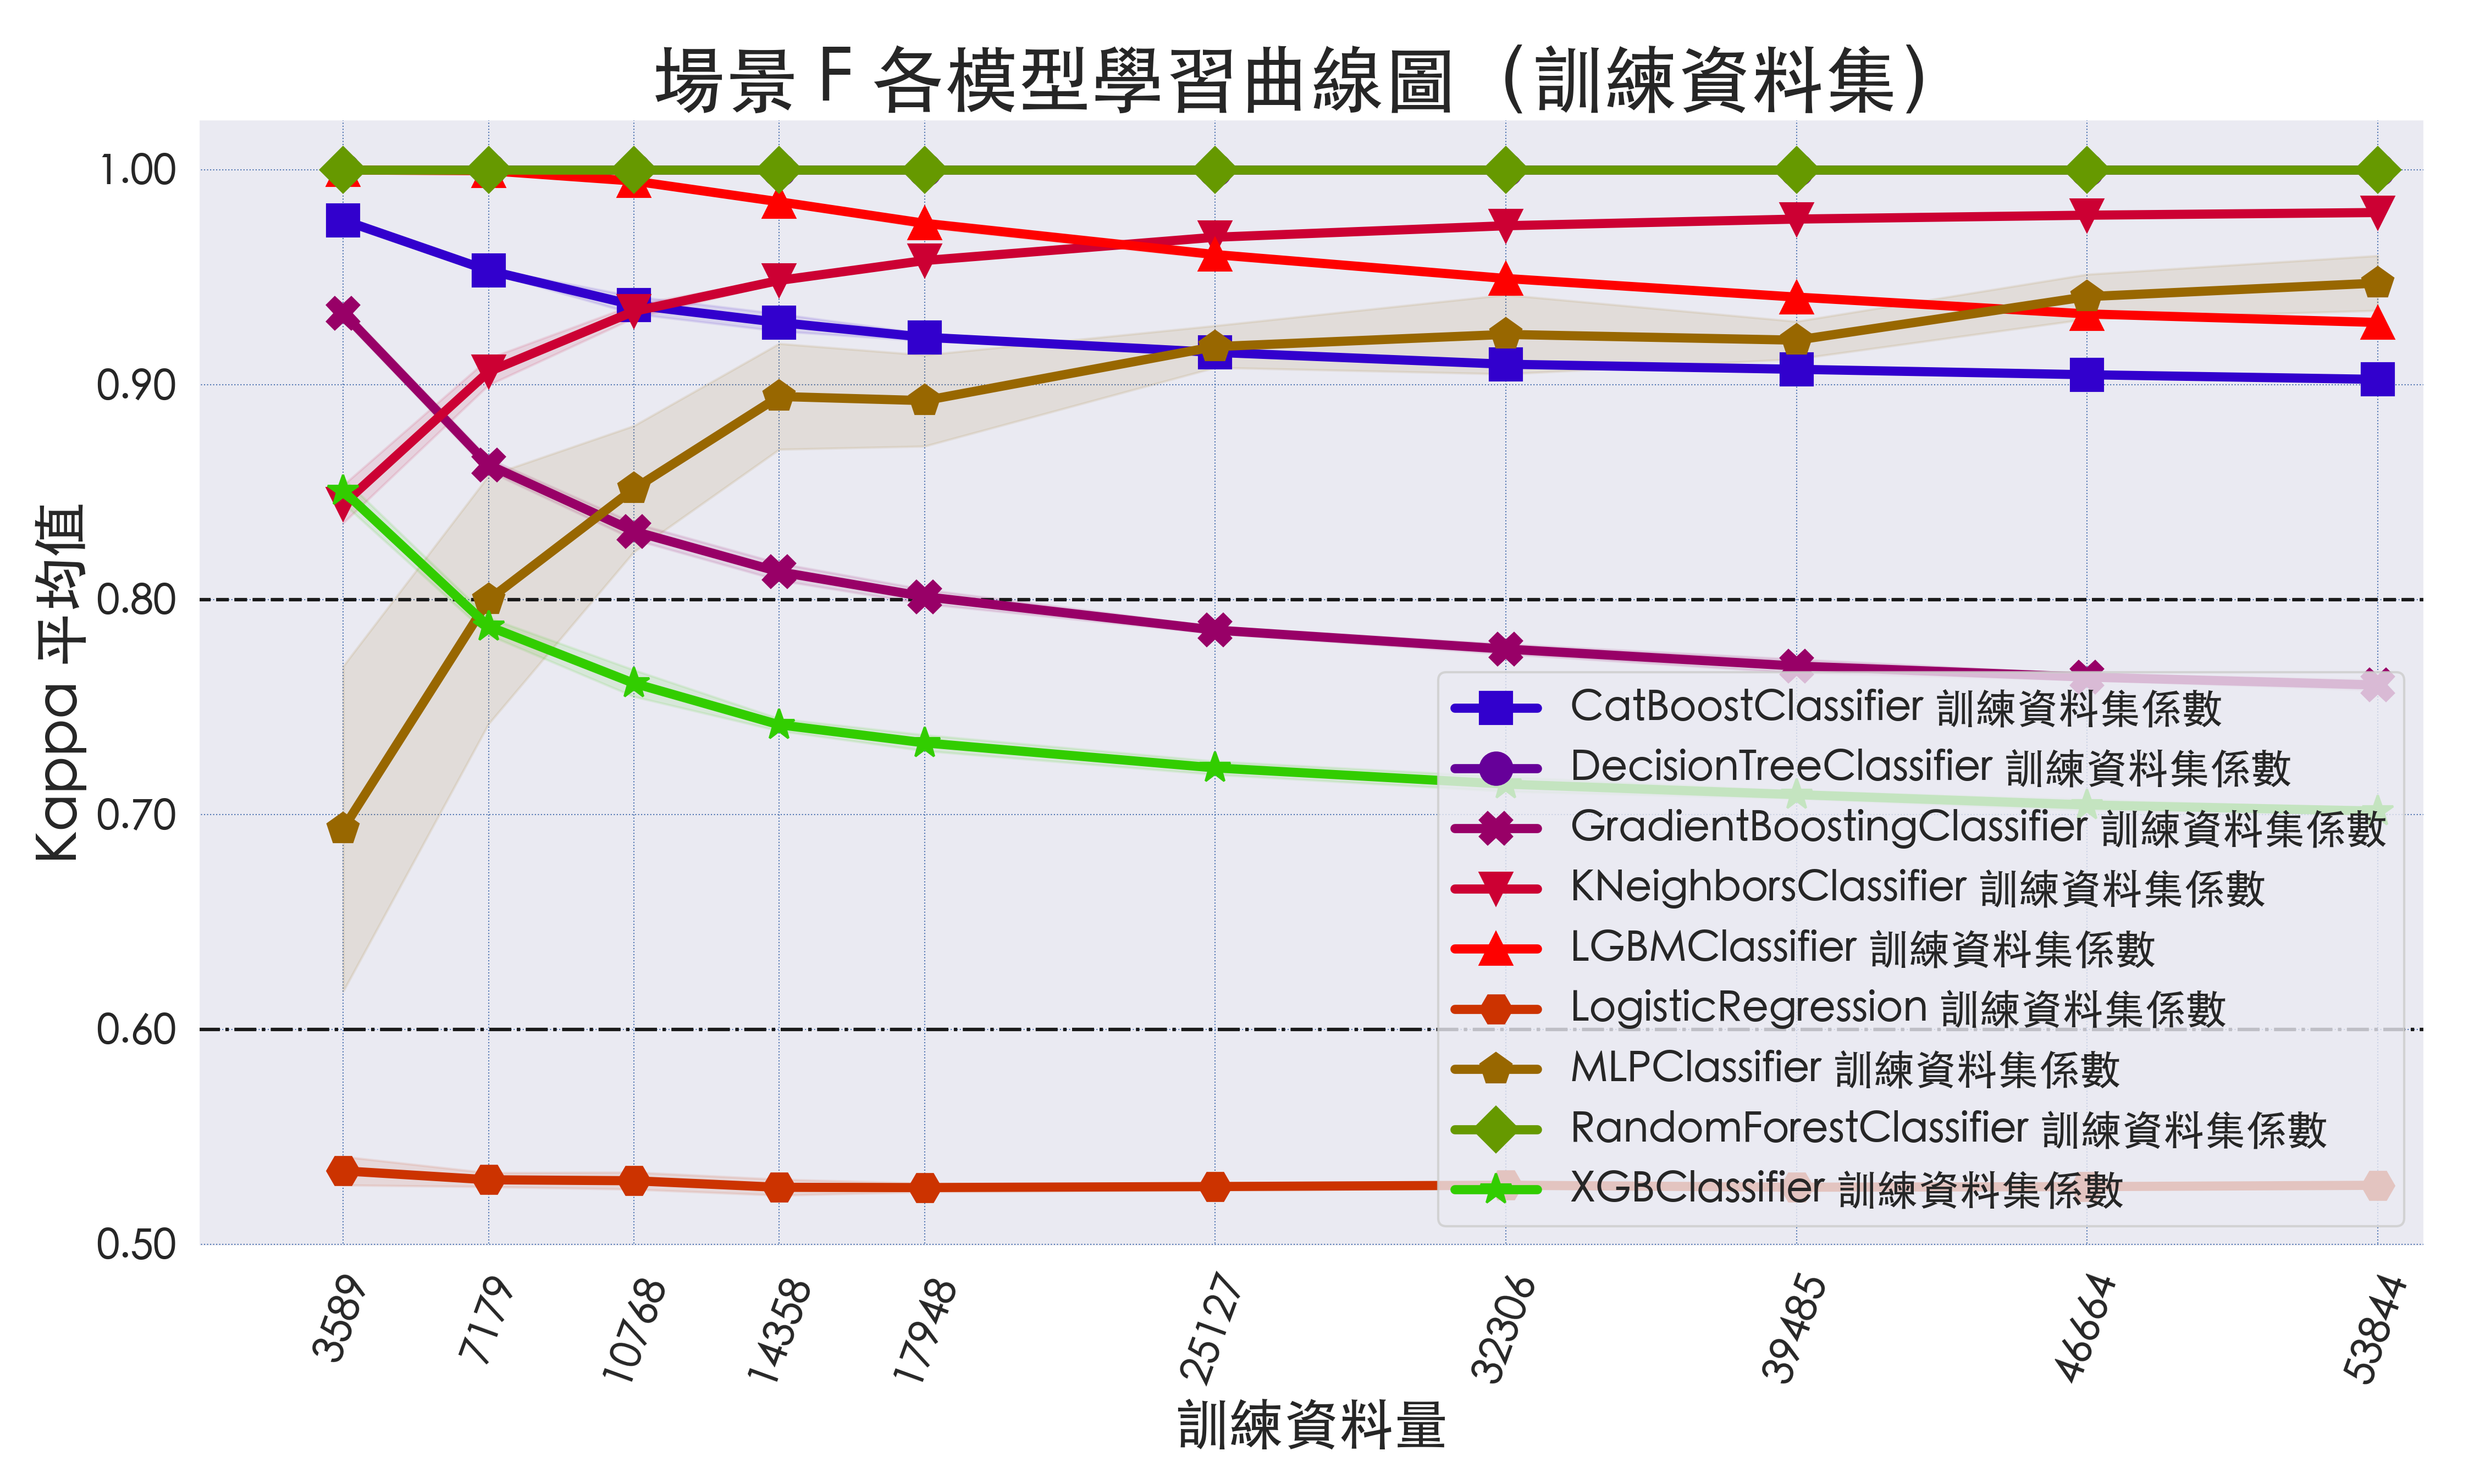 場景 F 各模型學習曲線圖（訓練資料集）
Kappa 平均值
1.00
0.90
0.80
0.70
0.60
0.50
CatBoostClassifier 訓練資料集係數
DecisionTreeClassifier 訓練資料集係數
GradientBoostingClassifier 訓練資料集係數
KNeighborsClassifier 訓練資料集係數
LGBMClassifier 訓練資料集係數
LogisticRegression 訓練資料集係數
MLPClassifier 訓練資料集係數
RandomForestClassifier 訓練資料集係數
XGBClassifier 訓練資料集係數
3589
7179
10768
14358
17948
25127
32306
39485
46664
53844
訓練資料量